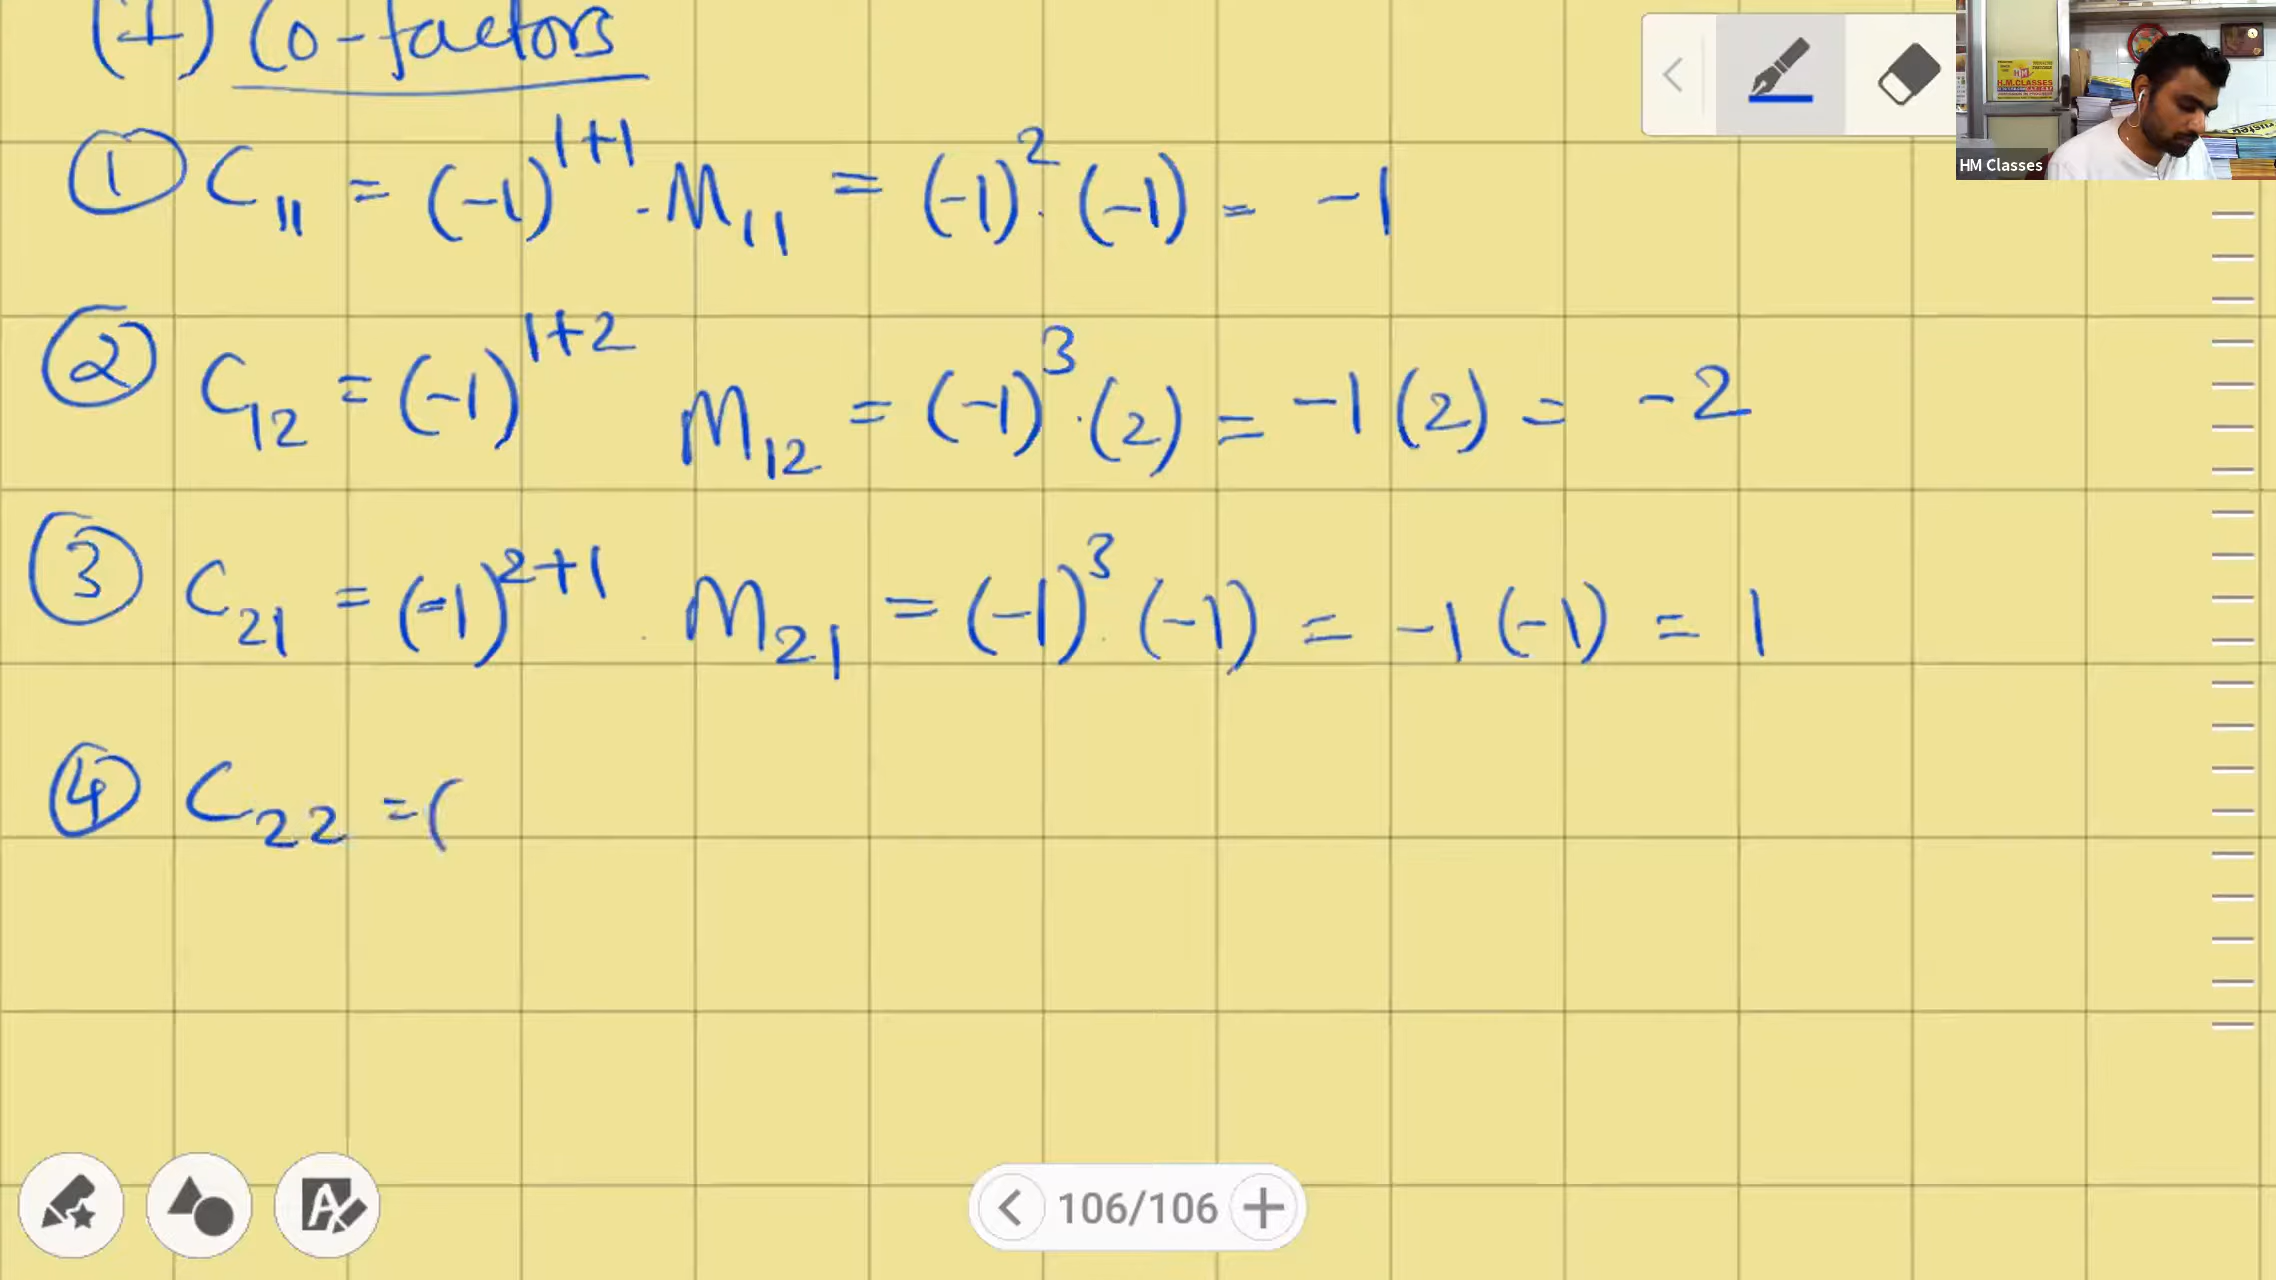 (I) Co-factors
① C₁₁ = (-1)¹⁺¹ . M₁₁ = (-1)² . (-1) = -1
② C₁₂ = (-1)¹⁺² M₁₂ = (-1)³ . (2) = -1 (2) = -2
③ C₂₁ = (-1)²⁺¹ . M₂₁ = (-1)³ . (-1) = -1 (-1) = 1
④ C₂₂ = (
HM Classes
HM
H.M.CLASSES
106/106